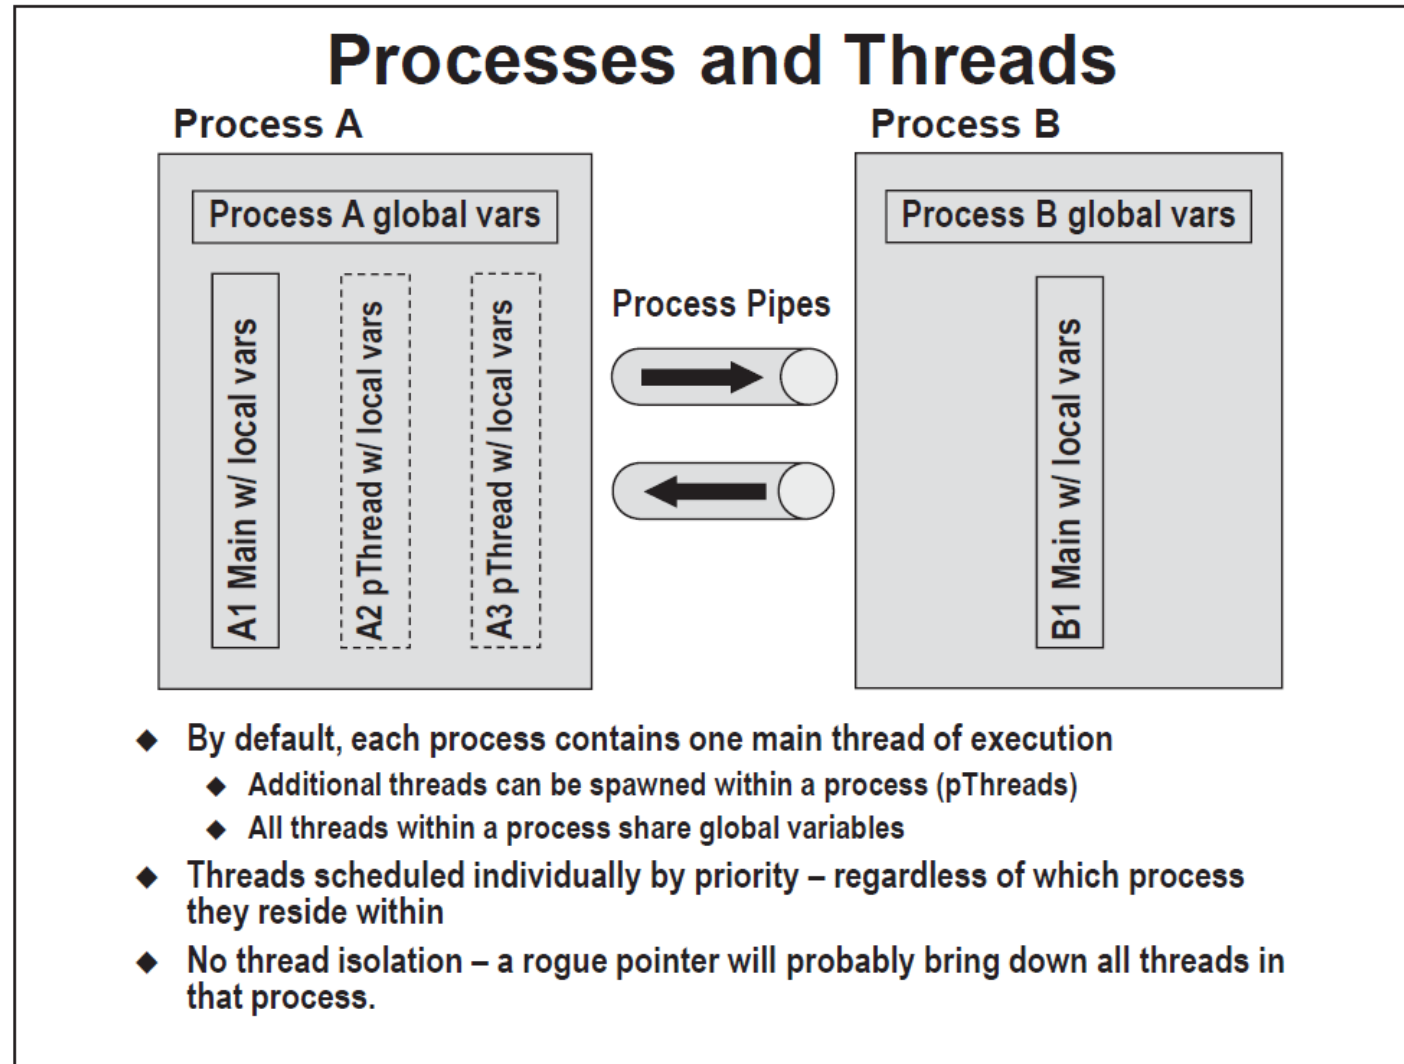 Processes and Threads
Process A
Process B
Process A global vars
A1 Main w/ local vars
A2 pThread w/ local vars
A3 pThread w/ local vars
Process Pipes
Process B global vars
B1 Main w/ local vars
◆ By default, each process contains one main thread of execution
◆ Additional threads can be spawned within a process (pThreads)
◆ All threads within a process share global variables
◆ Threads scheduled individually by priority – regardless of which process
they reside within
◆ No thread isolation – a rogue pointer will probably bring down all threads in
that process.